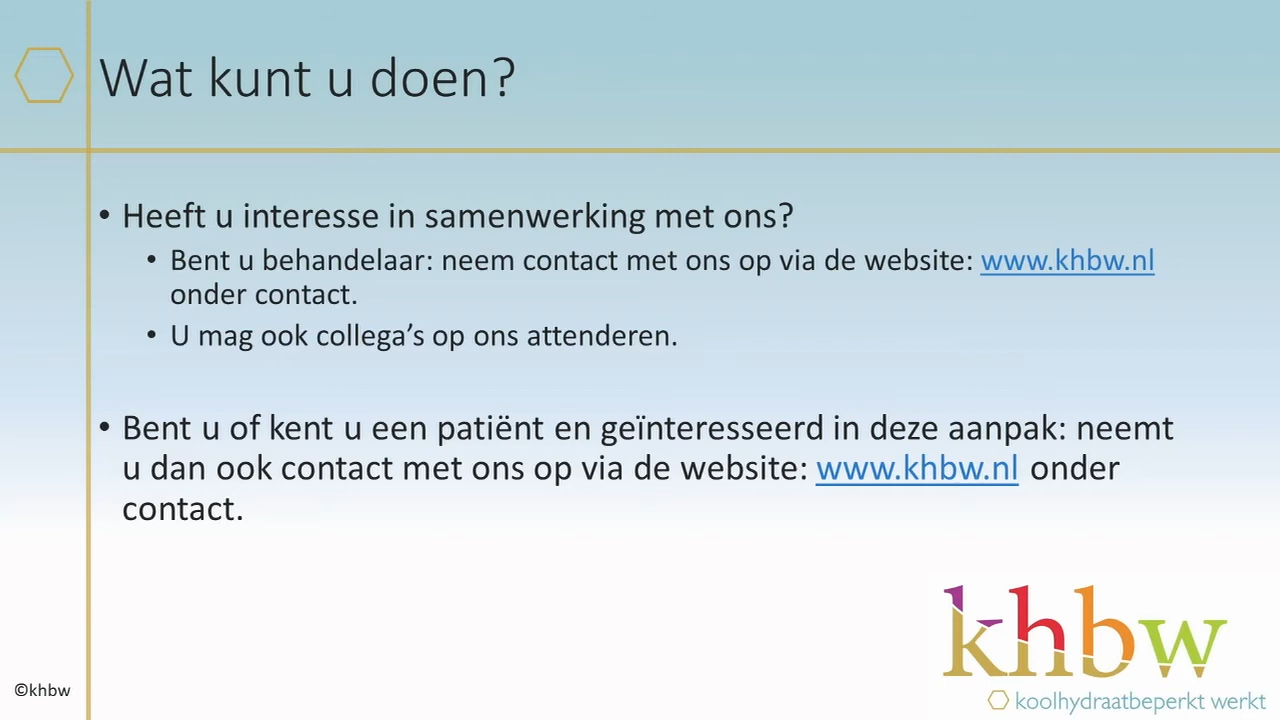 Wat kunt u doen?
• Heeft u interesse in samenwerking met ons?
• Bent u behandelaar: neem contact met ons op via de website: www.khbw.nl
onder contact.
• U mag ook collega’s op ons attenderen.
• Bent u of kent u een patiënt en geïnteresseerd in deze aanpak: neemt
u dan ook contact met ons op via de website: www.khbw.nl onder
contact.
khbw
koolhydraatbeperkt werkt
©khbw